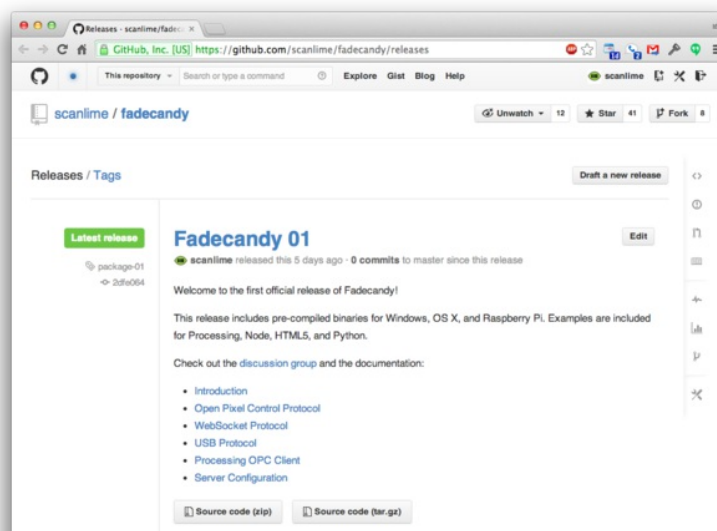 Releases - scanlime/fadec
GitHub, Inc. [US] https://github.com/scanlime/fadecandy/releases
This repository Search or type a command Explore Gist Blog Help scanlime
scanlime / fadecandy Unwatch 12 Star 41 Fork 8
Releases / Tags Draft a new release
Latest release
package-01
2dfe064
Fadecandy 01 Edit
scanlime released this 5 days ago · 0 commits to master since this release
Welcome to the first official release of Fadecandy!
This release includes pre-compiled binaries for Windows, OS X, and Raspberry Pi. Examples are included
for Processing, Node, HTML5, and Python.
Check out the discussion group and the documentation:
• Introduction
• Open Pixel Control Protocol
• WebSocket Protocol
• USB Protocol
• Processing OPC Client
• Server Configuration
Source code (zip) Source code (tar.gz)